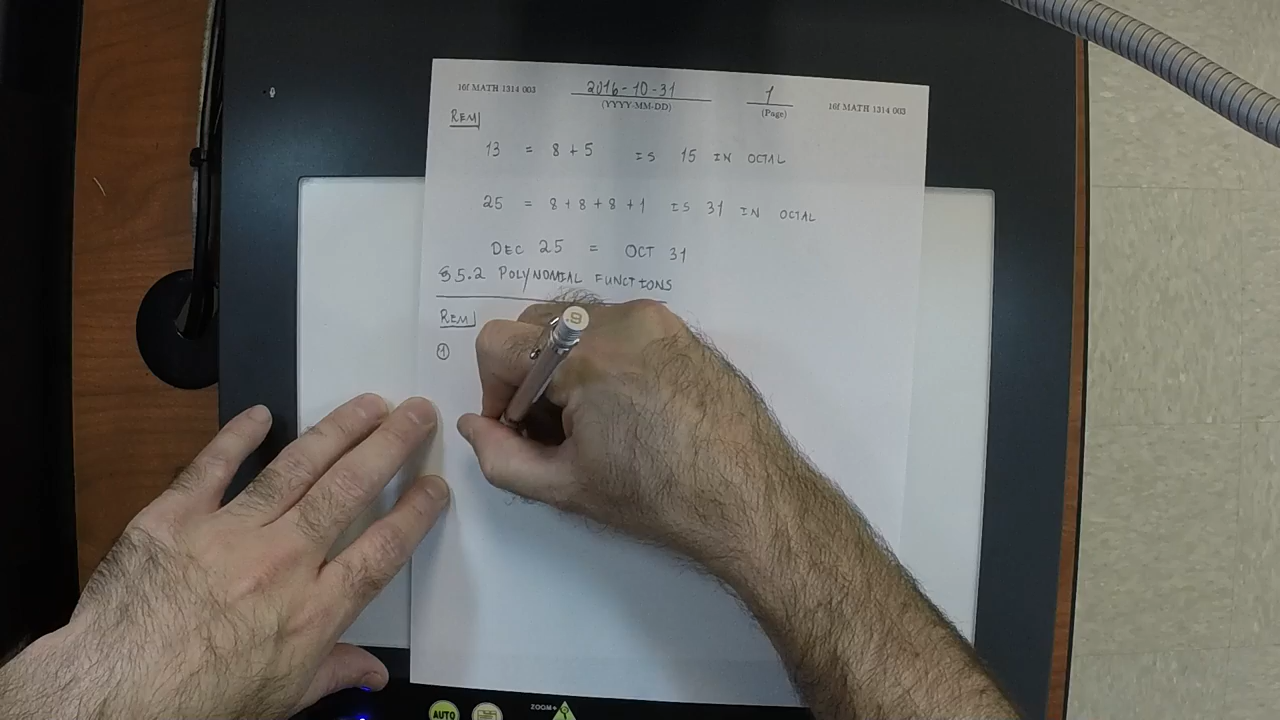 16f MATH 1314 003 2016-10-31 1 16f MATH 1314 003
(YYYY-MM-DD) (Page)
REM
13 = 8 + 5 IS 15 IN OCTAL
25 = 8 + 8 + 8 + 1 IS 31 IN OCTAL
DEC 25 = OCT 31
§5.2 POLYNOMIAL FUNCTIONS
REM
①
.9
AUTO
ZOOM+